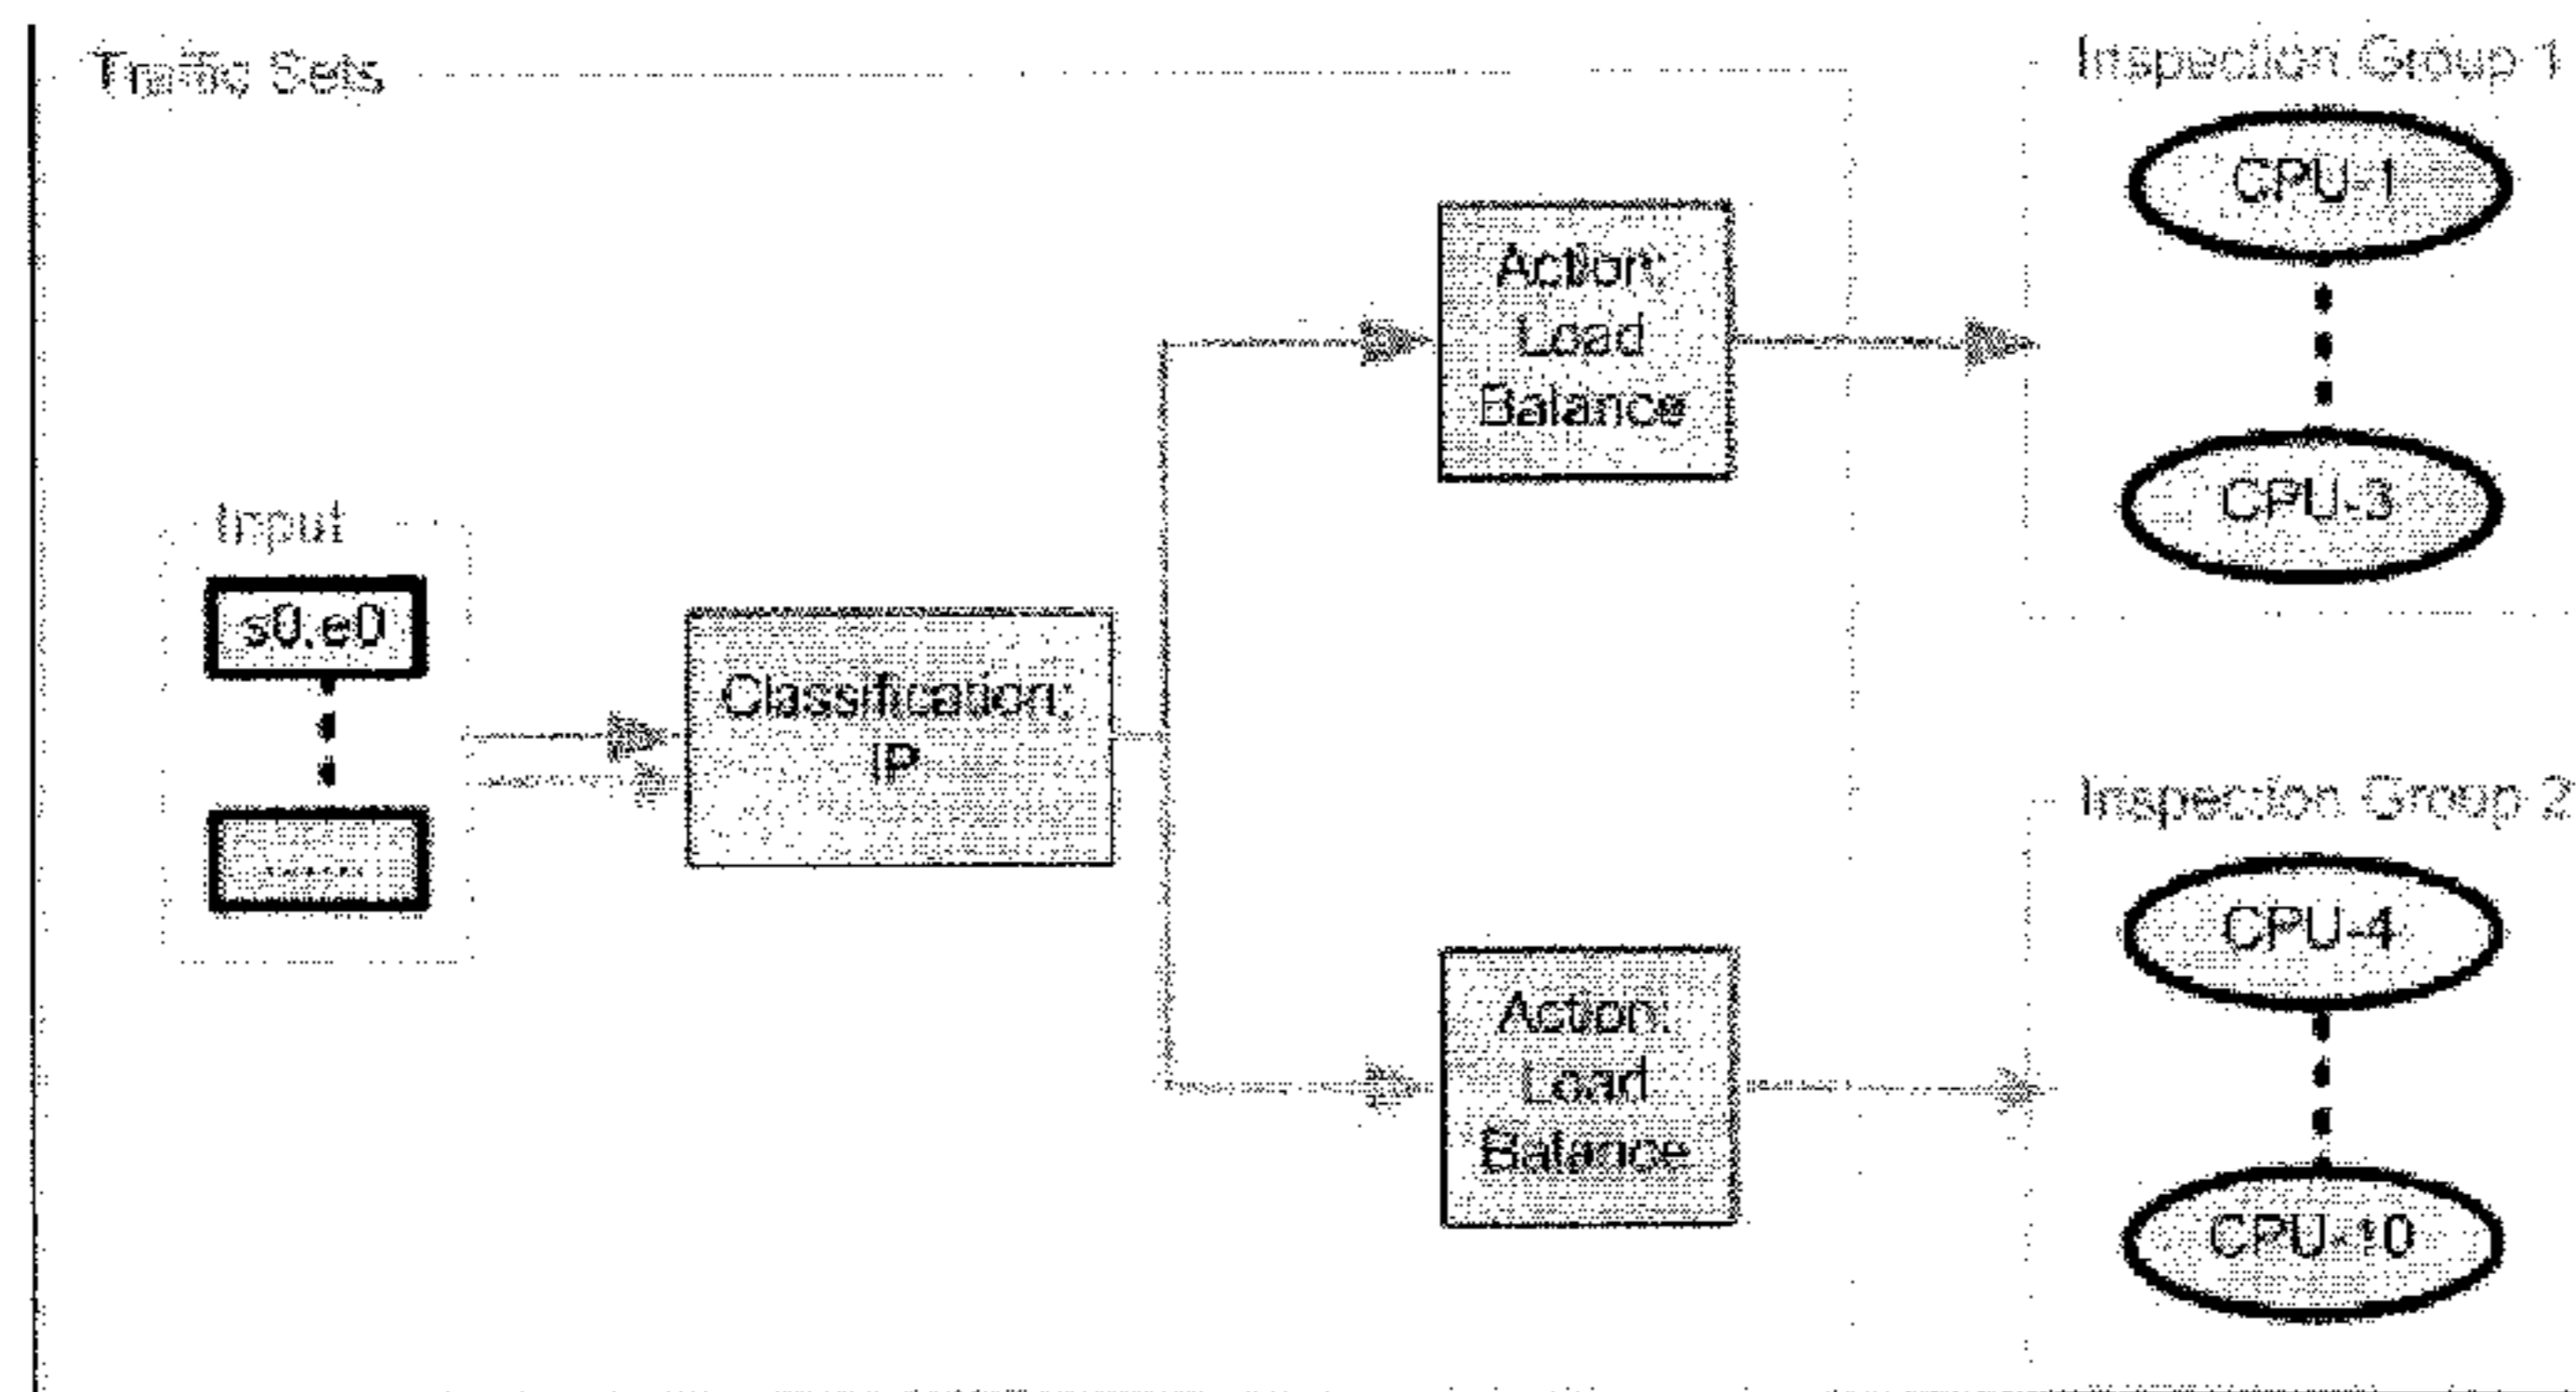 Traffic Sets
Inspection Group 1
CPU-1
Action:
Load
Balance
CPU-3
Input
s0.e0
Classification:
IP
Inspection Group 2
CPU-4
Action:
Load
Balance
CPU-10